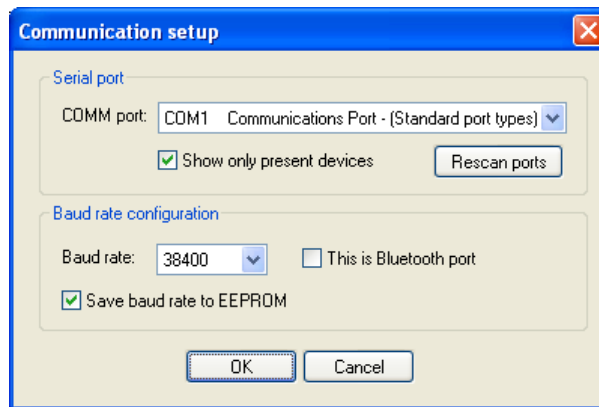 Communication setup
Serial port
COMM port: COM1 Communications Port - (Standard port types)
Show only present devices Rescan ports
Baud rate configuration
Baud rate: 38400 This is Bluetooth port
Save baud rate to EEPROM
OK Cancel